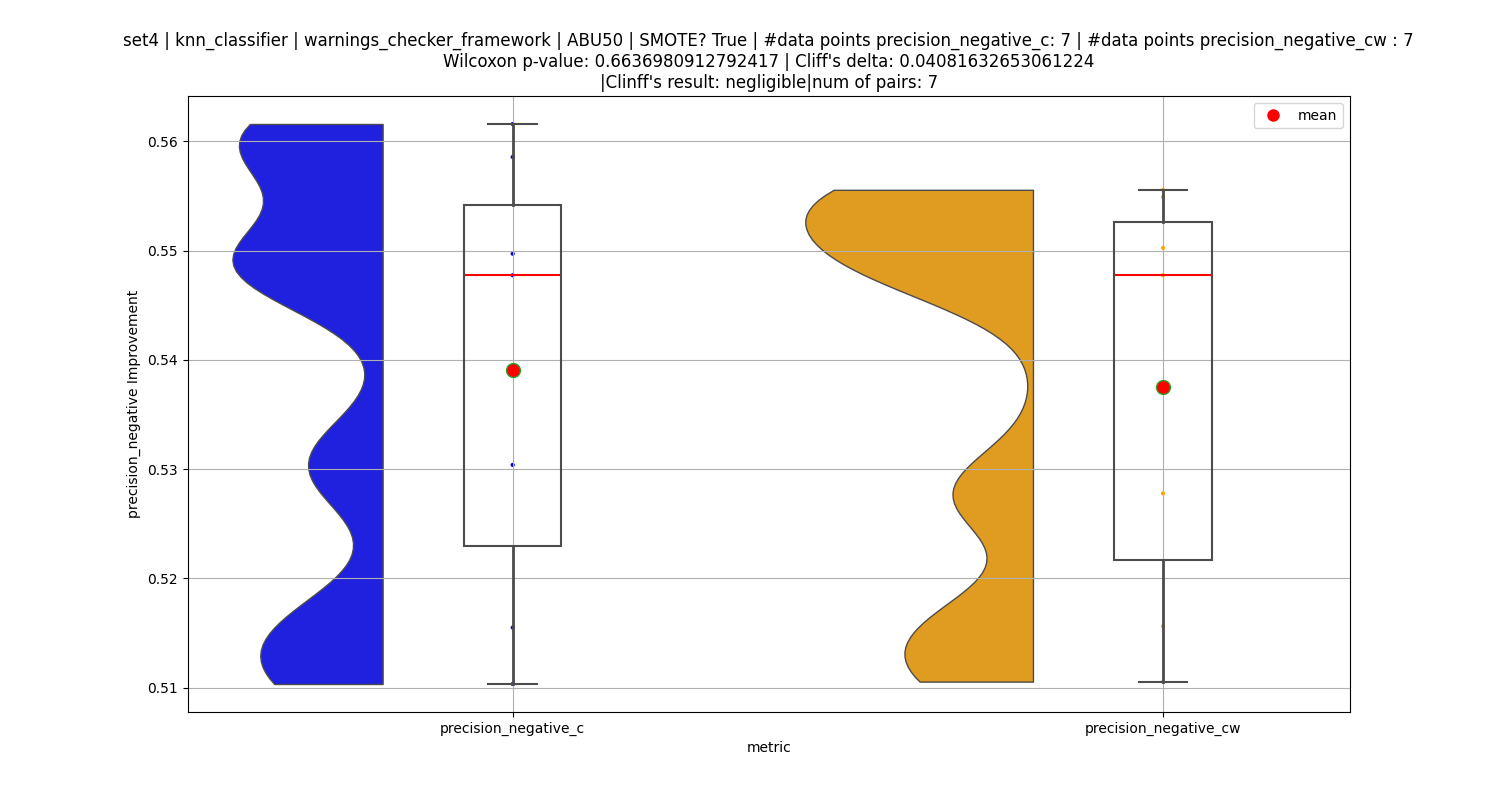 set4 | knn_classifier | warnings_checker_framework | ABU50 | SMOTE? True | #data points precision_negative_c: 7 | #data points precision_negative_cw : 7
Wilcoxon p-value: 0.6636980912792417 | Cliff's delta: 0.04081632653061224
|Clinff's result: negligible|num of pairs: 7
mean
0.56
0.55
0.54
0.53
0.52
0.51
precision_negative Improvement
precision_negative_c
precision_negative_cw
metric